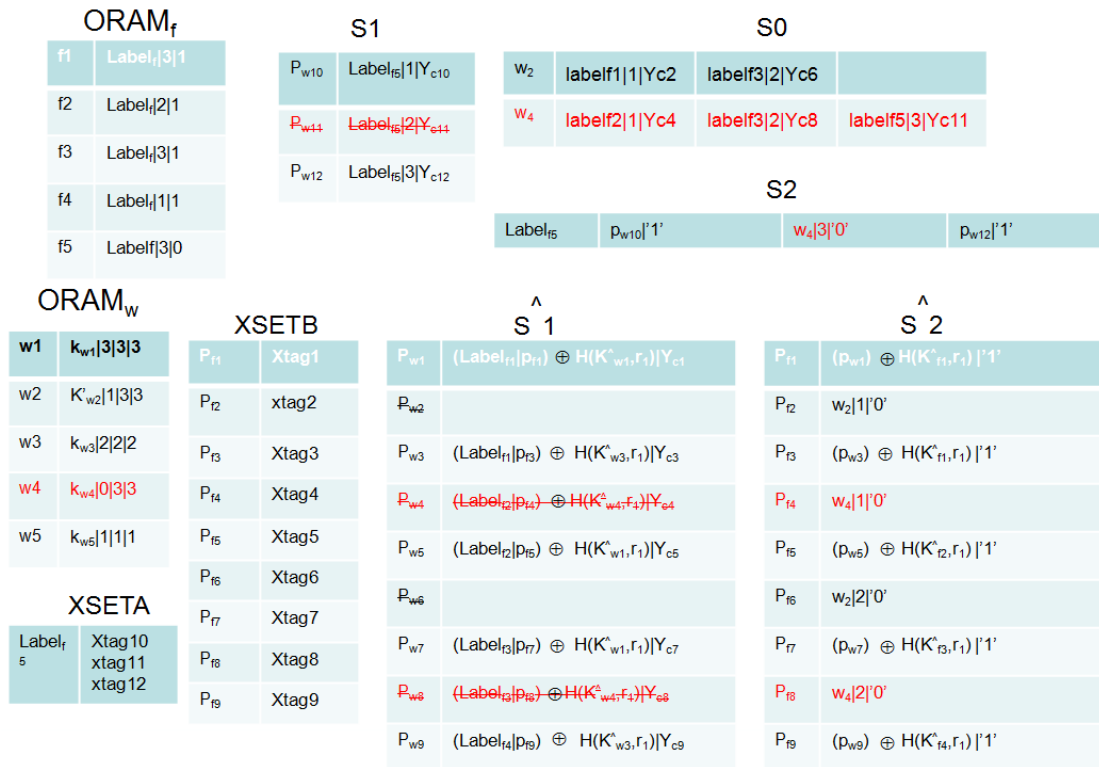 ORAMf
f1 Labelf|3|1
f2 Labelf|2|1
f3 Labelf|3|1
f4 Labelf|1|1
f5 Labelf|3|0
S1
Pw10 Labelf5|1|Yc10
Pw11 Labelf5|2|Yc11
Pw12 Labelf5|3|Yc12
S0
w2 labelf1|1|Yc2 labelf3|2|Yc6
w4 labelf2|1|Yc4 labelf3|2|Yc8 labelf5|3|Yc11
S2
Labelf5 pw10|'1' w4|3|'0' pw12|'1'
ORAMw
w1 kw1|3|3|3
w2 K'w2|1|3|3
w3 kw3|2|2|2
w4 kw4|0|3|3
w5 kw5|1|1|1
XSETA
Labelf Xtag10
5 xtag11
xtag12
XSETB
Pf1 Xtag1
Pf2 xtag2
Pf3 Xtag3
Pf4 Xtag4
Pf5 Xtag5
Pf6 Xtag6
Pf7 Xtag7
Pf8 Xtag8
Pf9 Xtag9
^
S 1
Pw1 (Labelf1|pf1) ⊕ H(K^w1,r1)|Yc1
Pw2
Pw3 (Labelf1|pf3) ⊕ H(K^w3,r1)|Yc3
Pw4 (Labelf2|pf4) ⊕H(K^w4,r1)|Yc4
Pw5 (Labelf2|pf5) ⊕ H(K^w1,r1)|Yc5
Pw6
Pw7 (Labelf3|pf7) ⊕ H(K^w1,r1)|Yc7
Pw8 (Labelf3|pf8) ⊕H(K^w4,r1)|Yc8
Pw9 (Labelf4|pf9) ⊕ H(K^w3,r1)|Yc9
^
S 2
Pf1 (pw1) ⊕H(K^f1,r1)|'1'
Pf2 w2|1|'0'
Pf3 (pw3) ⊕ H(K^f1,r1)|'1'
Pf4 w4|1|'0'
Pf5 (pw5) ⊕ H(K^f2,r1)|'1'
Pf6 w2|2|'0'
Pf7 (pw7) ⊕ H(K^f3,r1)|'1'
Pf8 w4|2|'0'
Pf9 (pw9) ⊕ H(K^f4,r1)|'1'